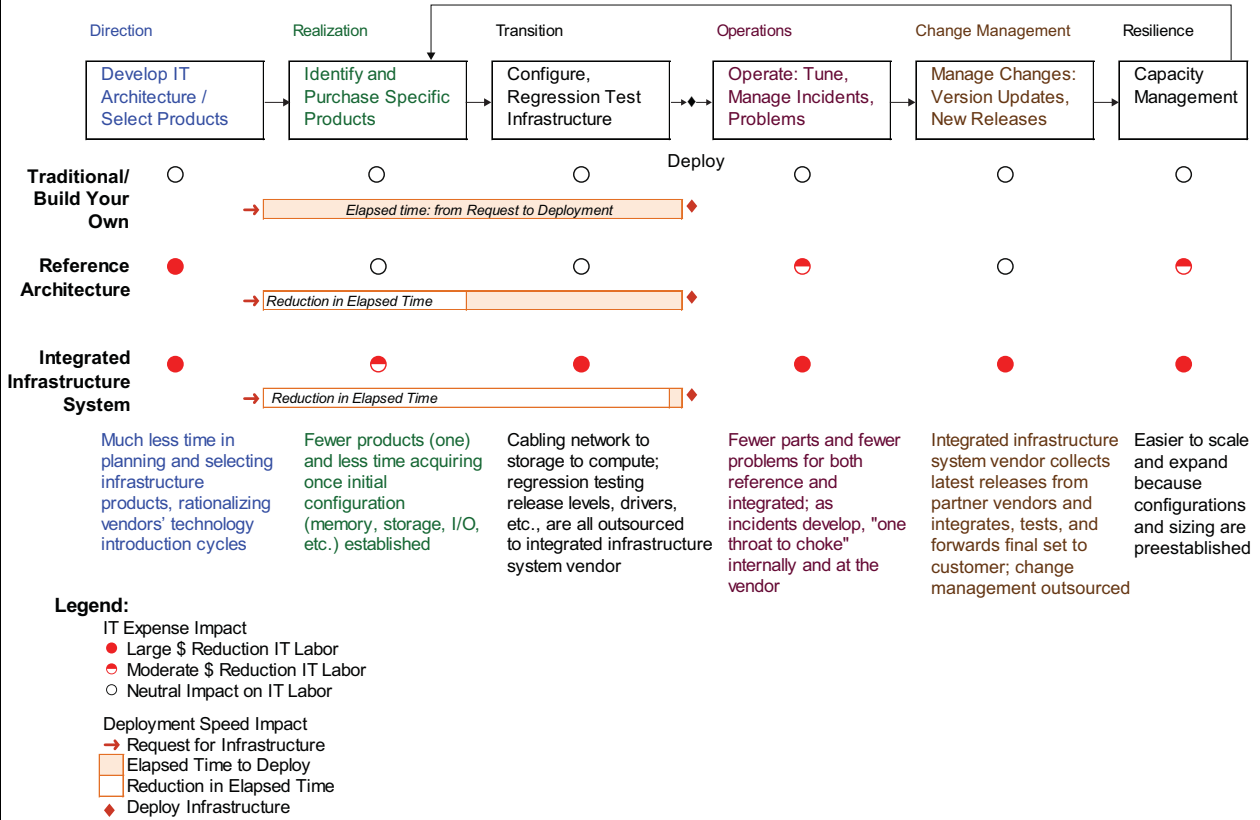 Direction
Realization
Transition
Operations
Change Management
Resilience
Develop IT
Architecture /
Select Products
Identify and
Purchase Specific
Products
Configure,
Regression Test
Infrastructure
Operate: Tune,
Manage Incidents,
Problems
Manage Changes:
Version Updates,
New Releases
Capacity
Management
Deploy
Traditional/
Build Your
Own
Elapsed time: from Request to Deployment
Reference
Architecture
Reduction in Elapsed Time
Integrated
Infrastructure
System
Reduction in Elapsed Time
Much less time in
planning and selecting
infrastructure
products, rationalizing
vendors’ technology
introduction cycles
Fewer products (one)
and less time acquiring
once initial
configuration
(memory, storage, I/O,
etc.) established
Cabling network to
storage to compute;
regression testing
release levels, drivers,
etc., are all outsourced
to integrated infrastructure
system vendor
Fewer parts and fewer
problems for both
reference and
integrated; as
incidents develop, "one
throat to choke"
internally and at the
vendor
Integrated infrastructure
system vendor collects
latest releases from
partner vendors and
integrates, tests, and
forwards final set to
customer; change
management outsourced
Easier to scale
and expand
because
configurations
and sizing are
preestablished
Legend:
IT Expense Impact
Large $ Reduction IT Labor
Moderate $ Reduction IT Labor
Neutral Impact on IT Labor
Deployment Speed Impact
Request for Infrastructure
Elapsed Time to Deploy
Reduction in Elapsed Time
Deploy Infrastructure